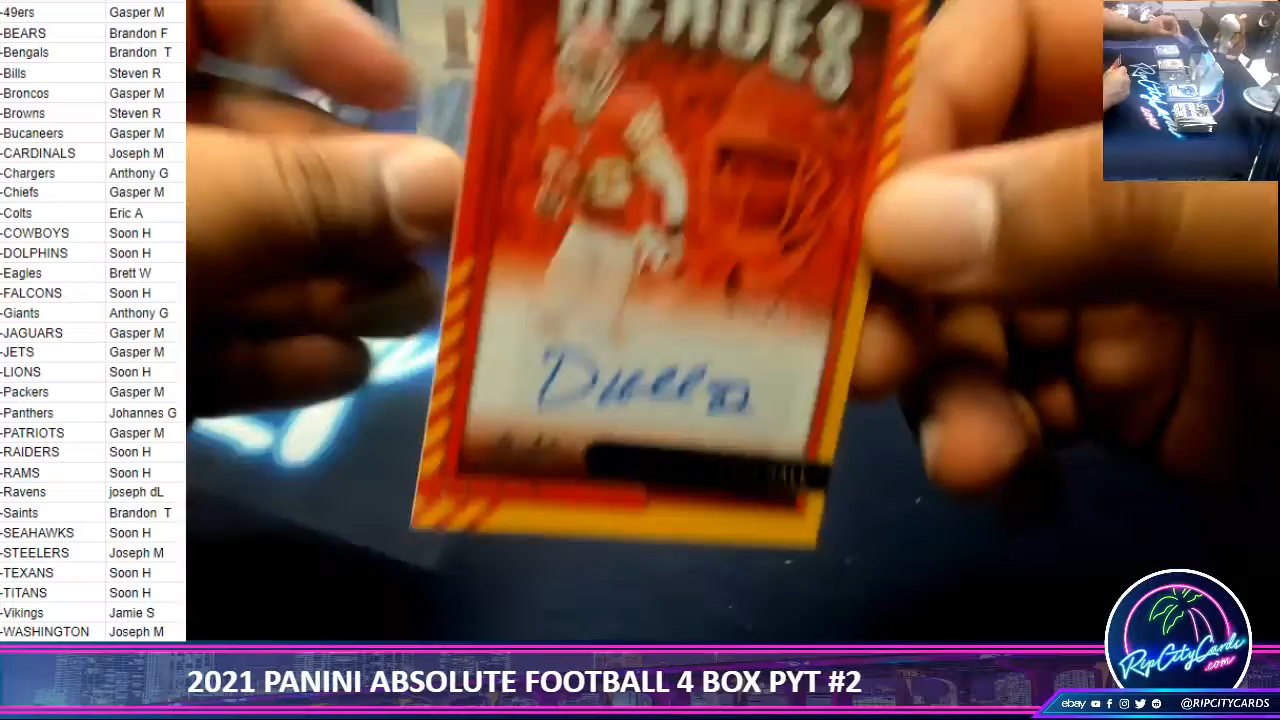 -49ers Gasper M
-BEARS Brandon F
-Bengals Brandon T
-Bills Steven R
-Broncos Gasper M
-Browns Steven R
-Bucaneers Gasper M
-CARDINALS Joseph M
-Chargers Anthony G
-Chiefs Gasper M
-Colts Eric A
-COWBOYS Soon H
-DOLPHINS Soon H
-Eagles Brett W
-FALCONS Soon H
-Giants Anthony G
-JAGUARS Gasper M
-JETS Gasper M
-LIONS Soon H
-Packers Gasper M
-Panthers Johannes G
-PATRIOTS Gasper M
-RAIDERS Soon H
-RAMS Soon H
-Ravens joseph dL
-Saints Brandon T
-SEAHAWKS Soon H
-STEELERS Joseph M
-TEXANS Soon H
-TITANS Soon H
-Vikings Jamie S
-WASHINGTON Joseph M
RipCityCards
.com
2021 PANINI ABSOLUTE FOOTBALL 4 BOX PYT #2
ebay @RIPCITYCARDS